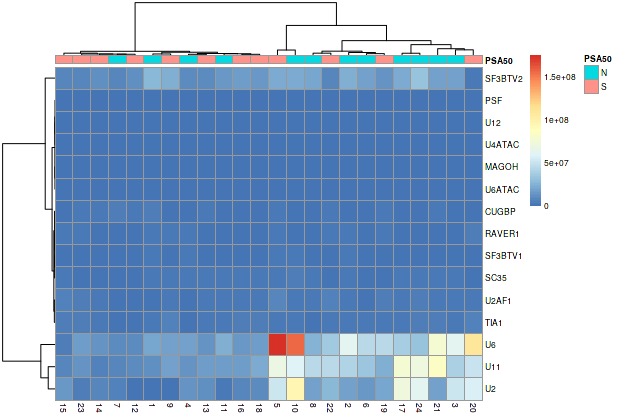 PSA50
SF3BTV2
PSF
U12
U4ATAC
MAGOH
U6ATAC
CUGBP
RAVER1
SF3BTV1
SC35
U2AF1
TIA1
U6
U11
U2
15 23 14 7 12 1 9 4 13 11 16 18 5 10 8 22 2 6 19 17 24 21 3 20
1.5e+08
1e+08
5e+07
0
PSA50
N
S